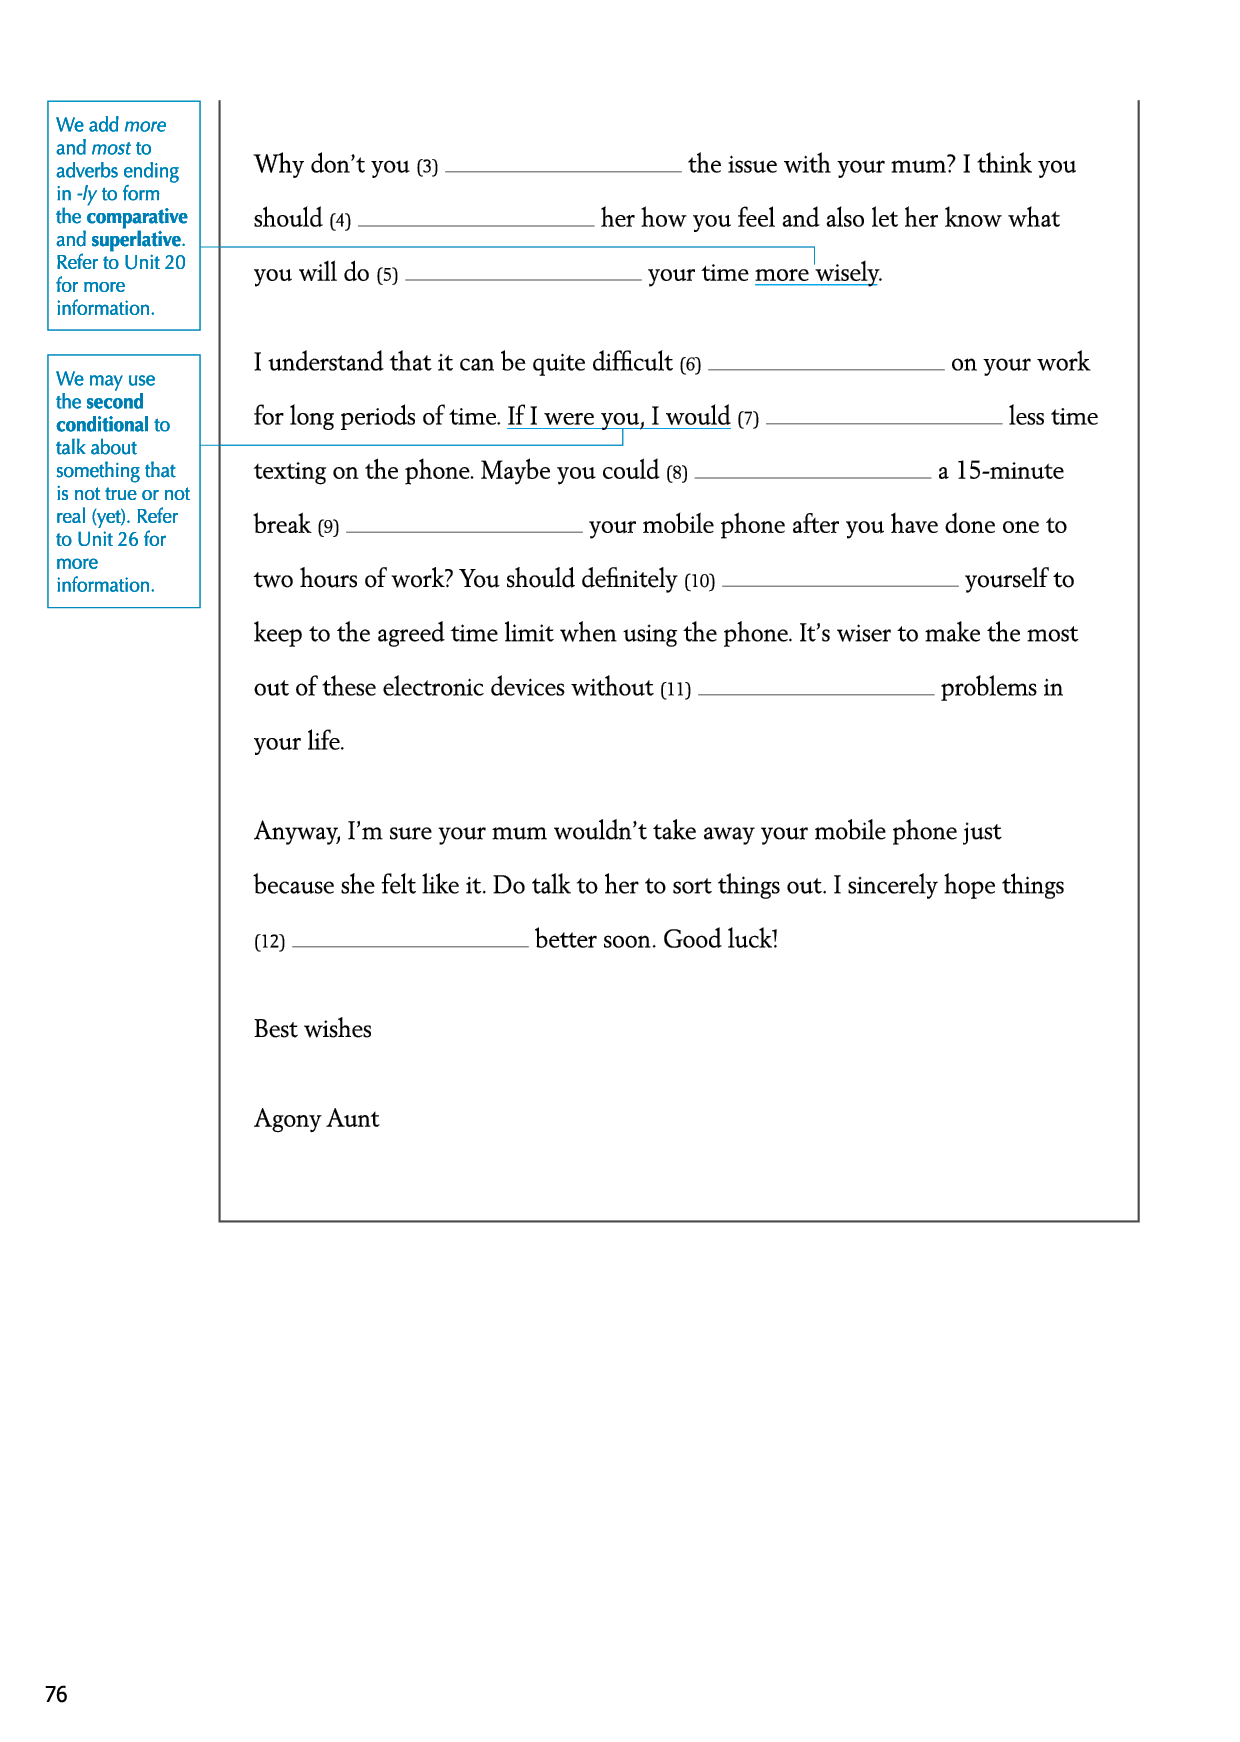 We add more
and most to
adverbs ending
in -ly to form
the comparative
and superlative.
Refer to Unit 20
for more
information.
We may use
the second
conditional to
talk about
something that
is not true or not
real (yet). Refer
to Unit 26 for
more
information.
Why don’t you (3) ____________________ the issue with your mum? I think you
should (4) ____________________ her how you feel and also let her know what
you will do (5) ____________________ your time more wisely.
I understand that it can be quite difficult (6) ____________________ on your work
for long periods of time. If I were you, I would (7) ____________________ less time
texting on the phone. Maybe you could (8) ____________________ a 15-minute
break (9) ____________________ your mobile phone after you have done one to
two hours of work? You should definitely (10) ____________________ yourself to
keep to the agreed time limit when using the phone. It’s wiser to make the most
out of these electronic devices without (11) ____________________ problems in
your life.
Anyway, I’m sure your mum wouldn’t take away your mobile phone just
because she felt like it. Do talk to her to sort things out. I sincerely hope things
(12) ____________________ better soon. Good luck!
Best wishes
Agony Aunt
76